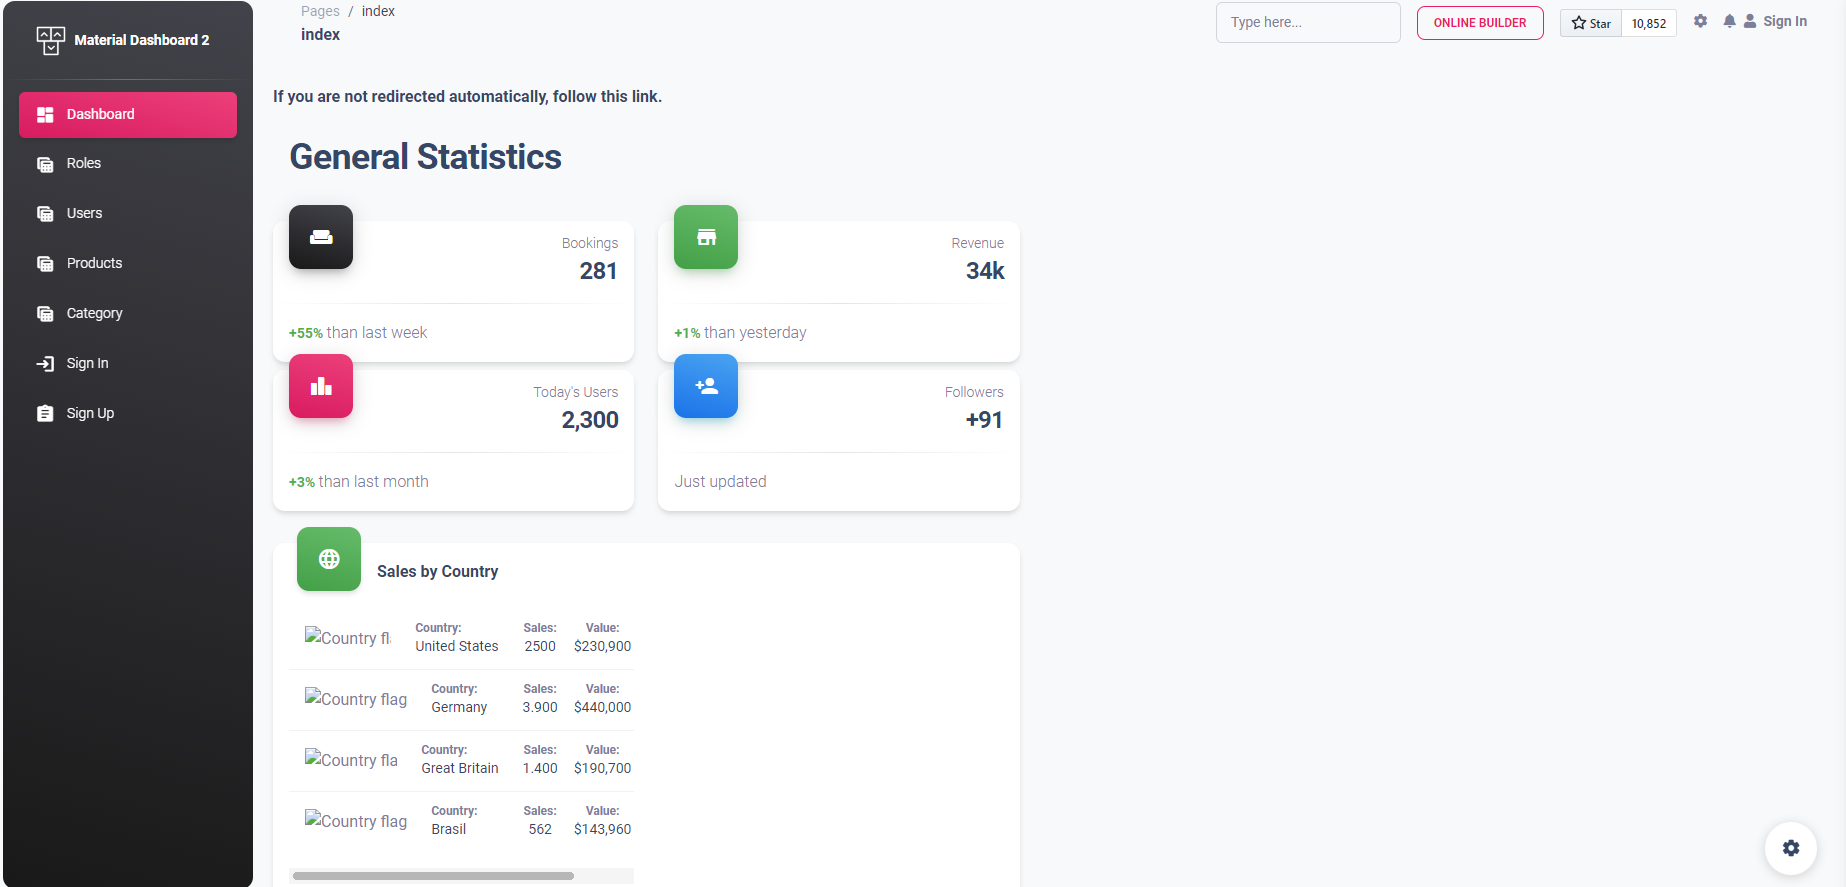 Material Dashboard 2
Dashboard
Roles
Users
Products
Category
Sign In
Sign Up
Pages / index
index
Type here...
ONLINE BUILDER
Star 10,852
Sign In
If you are not redirected automatically, follow this link.
General Statistics
Bookings
281
+55% than last week
Revenue
34k
+1% than yesterday
Today's Users
2,300
+3% than last month
Followers
+91
Just updated
Sales by Country
Country: Sales: Value:
Country fl United States 2500 $230,900
Country: Sales: Value:
Country flag Germany 3.900 $440,000
Country: Sales: Value:
Country fla Great Britain 1.400 $190,700
Country: Sales: Value:
Country flag Brasil 562 $143,960